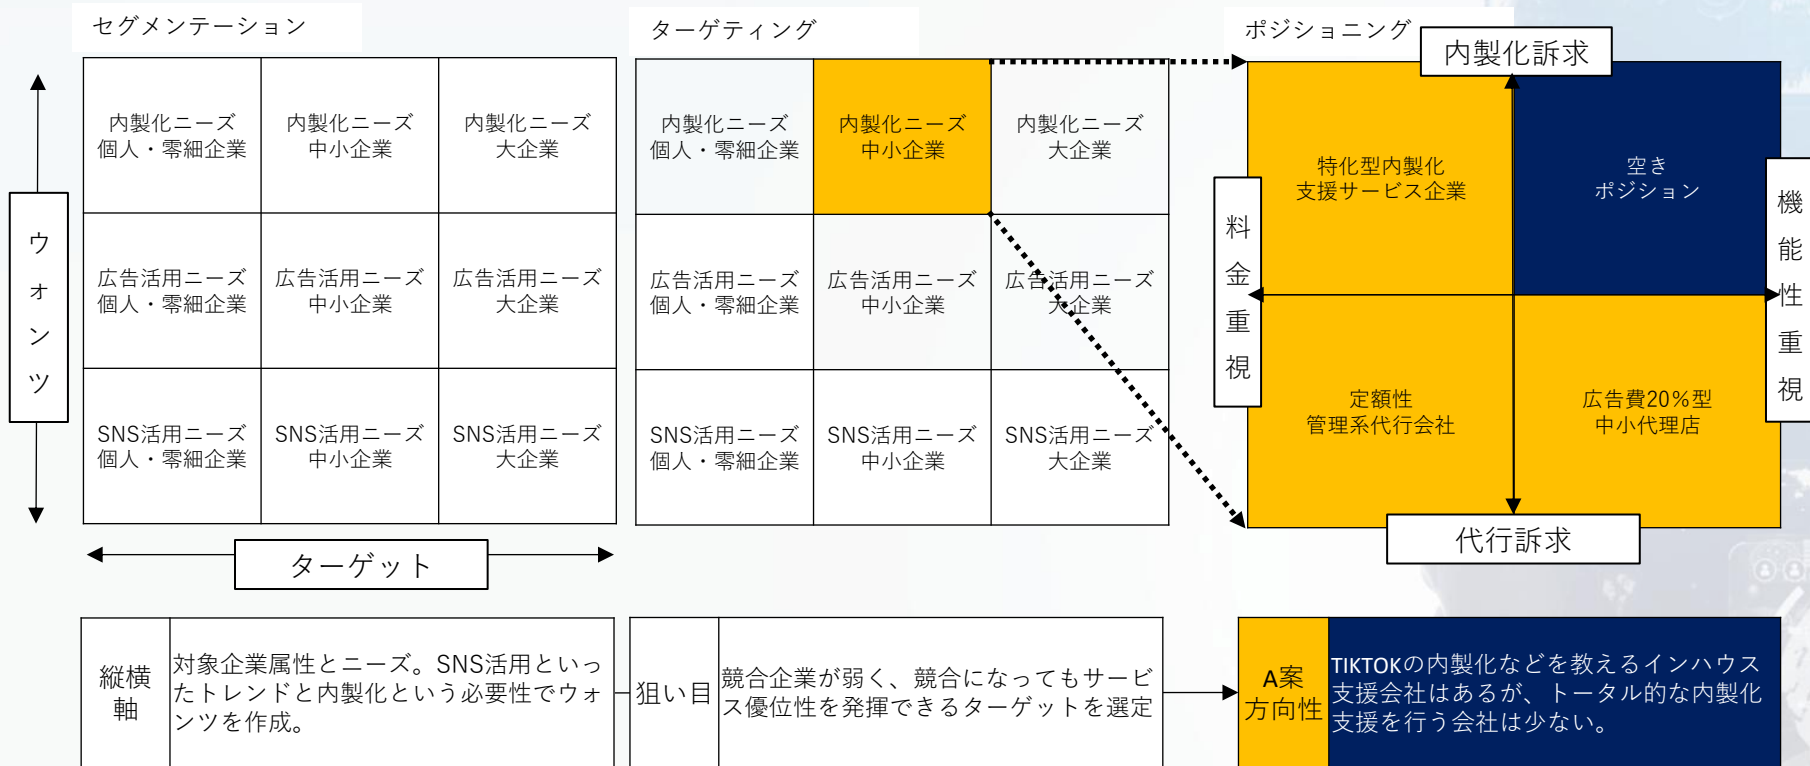 セグメンテーション
ウォンツ
内製化ニーズ
個人・零細企業
内製化ニーズ
中小企業
内製化ニーズ
大企業
広告活用ニーズ
個人・零細企業
広告活用ニーズ
中小企業
広告活用ニーズ
大企業
SNS活用ニーズ
個人・零細企業
SNS活用ニーズ
中小企業
SNS活用ニーズ
大企業
ターゲット
ターゲティング
内製化ニーズ
個人・零細企業
内製化ニーズ
中小企業
内製化ニーズ
大企業
広告活用ニーズ
個人・零細企業
広告活用ニーズ
中小企業
広告活用ニーズ
大企業
SNS活用ニーズ
個人・零細企業
SNS活用ニーズ
中小企業
SNS活用ニーズ
大企業
ポジショニング
内製化訴求
料金重視
特化型内製化
支援サービス企業
空き
ポジション
機能性重視
定額性
管理系代行会社
広告費20%型
中小代理店
代行訴求
縦横
軸
対象企業属性とニーズ。SNS活用といっ
たトレンドと内製化という必要性でウォ
ンツを作成。
狙い目
競合企業が弱く、競合になってもサービ
ス優位性を発揮できるターゲットを選定
A案
方向性
TIKTOKの内製化などを教えるインハウス
支援会社はあるが、トータル的な内製化
支援を行う会社は少ない。